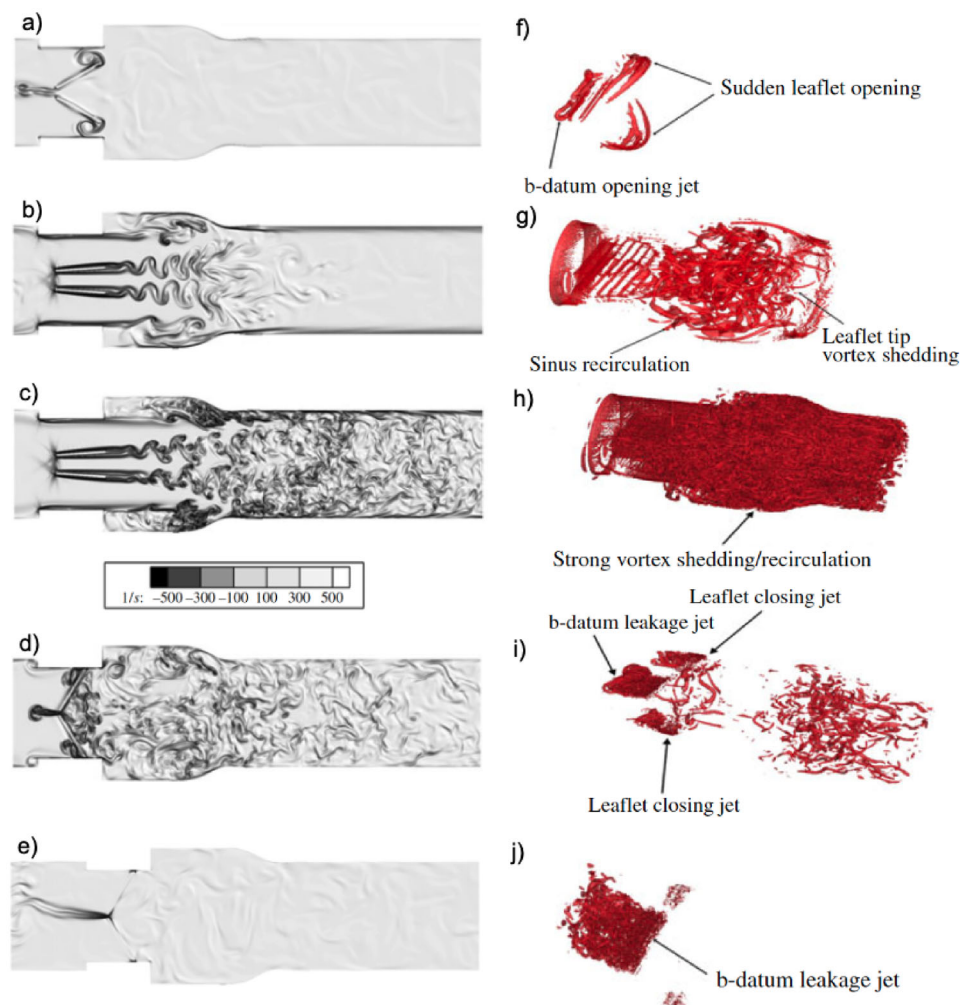 a)
f)
Sudden leaflet opening
b-datum opening jet
b)
g)
Leaflet tip
vortex shedding
Sinus recirculation
c)
h)
Strong vortex shedding/recirculation
1/s: −500 −300 −100 100 300 500
Leaflet closing jet
b-datum leakage jet
d)
i)
Leaflet closing jet
e)
j)
b-datum leakage jet